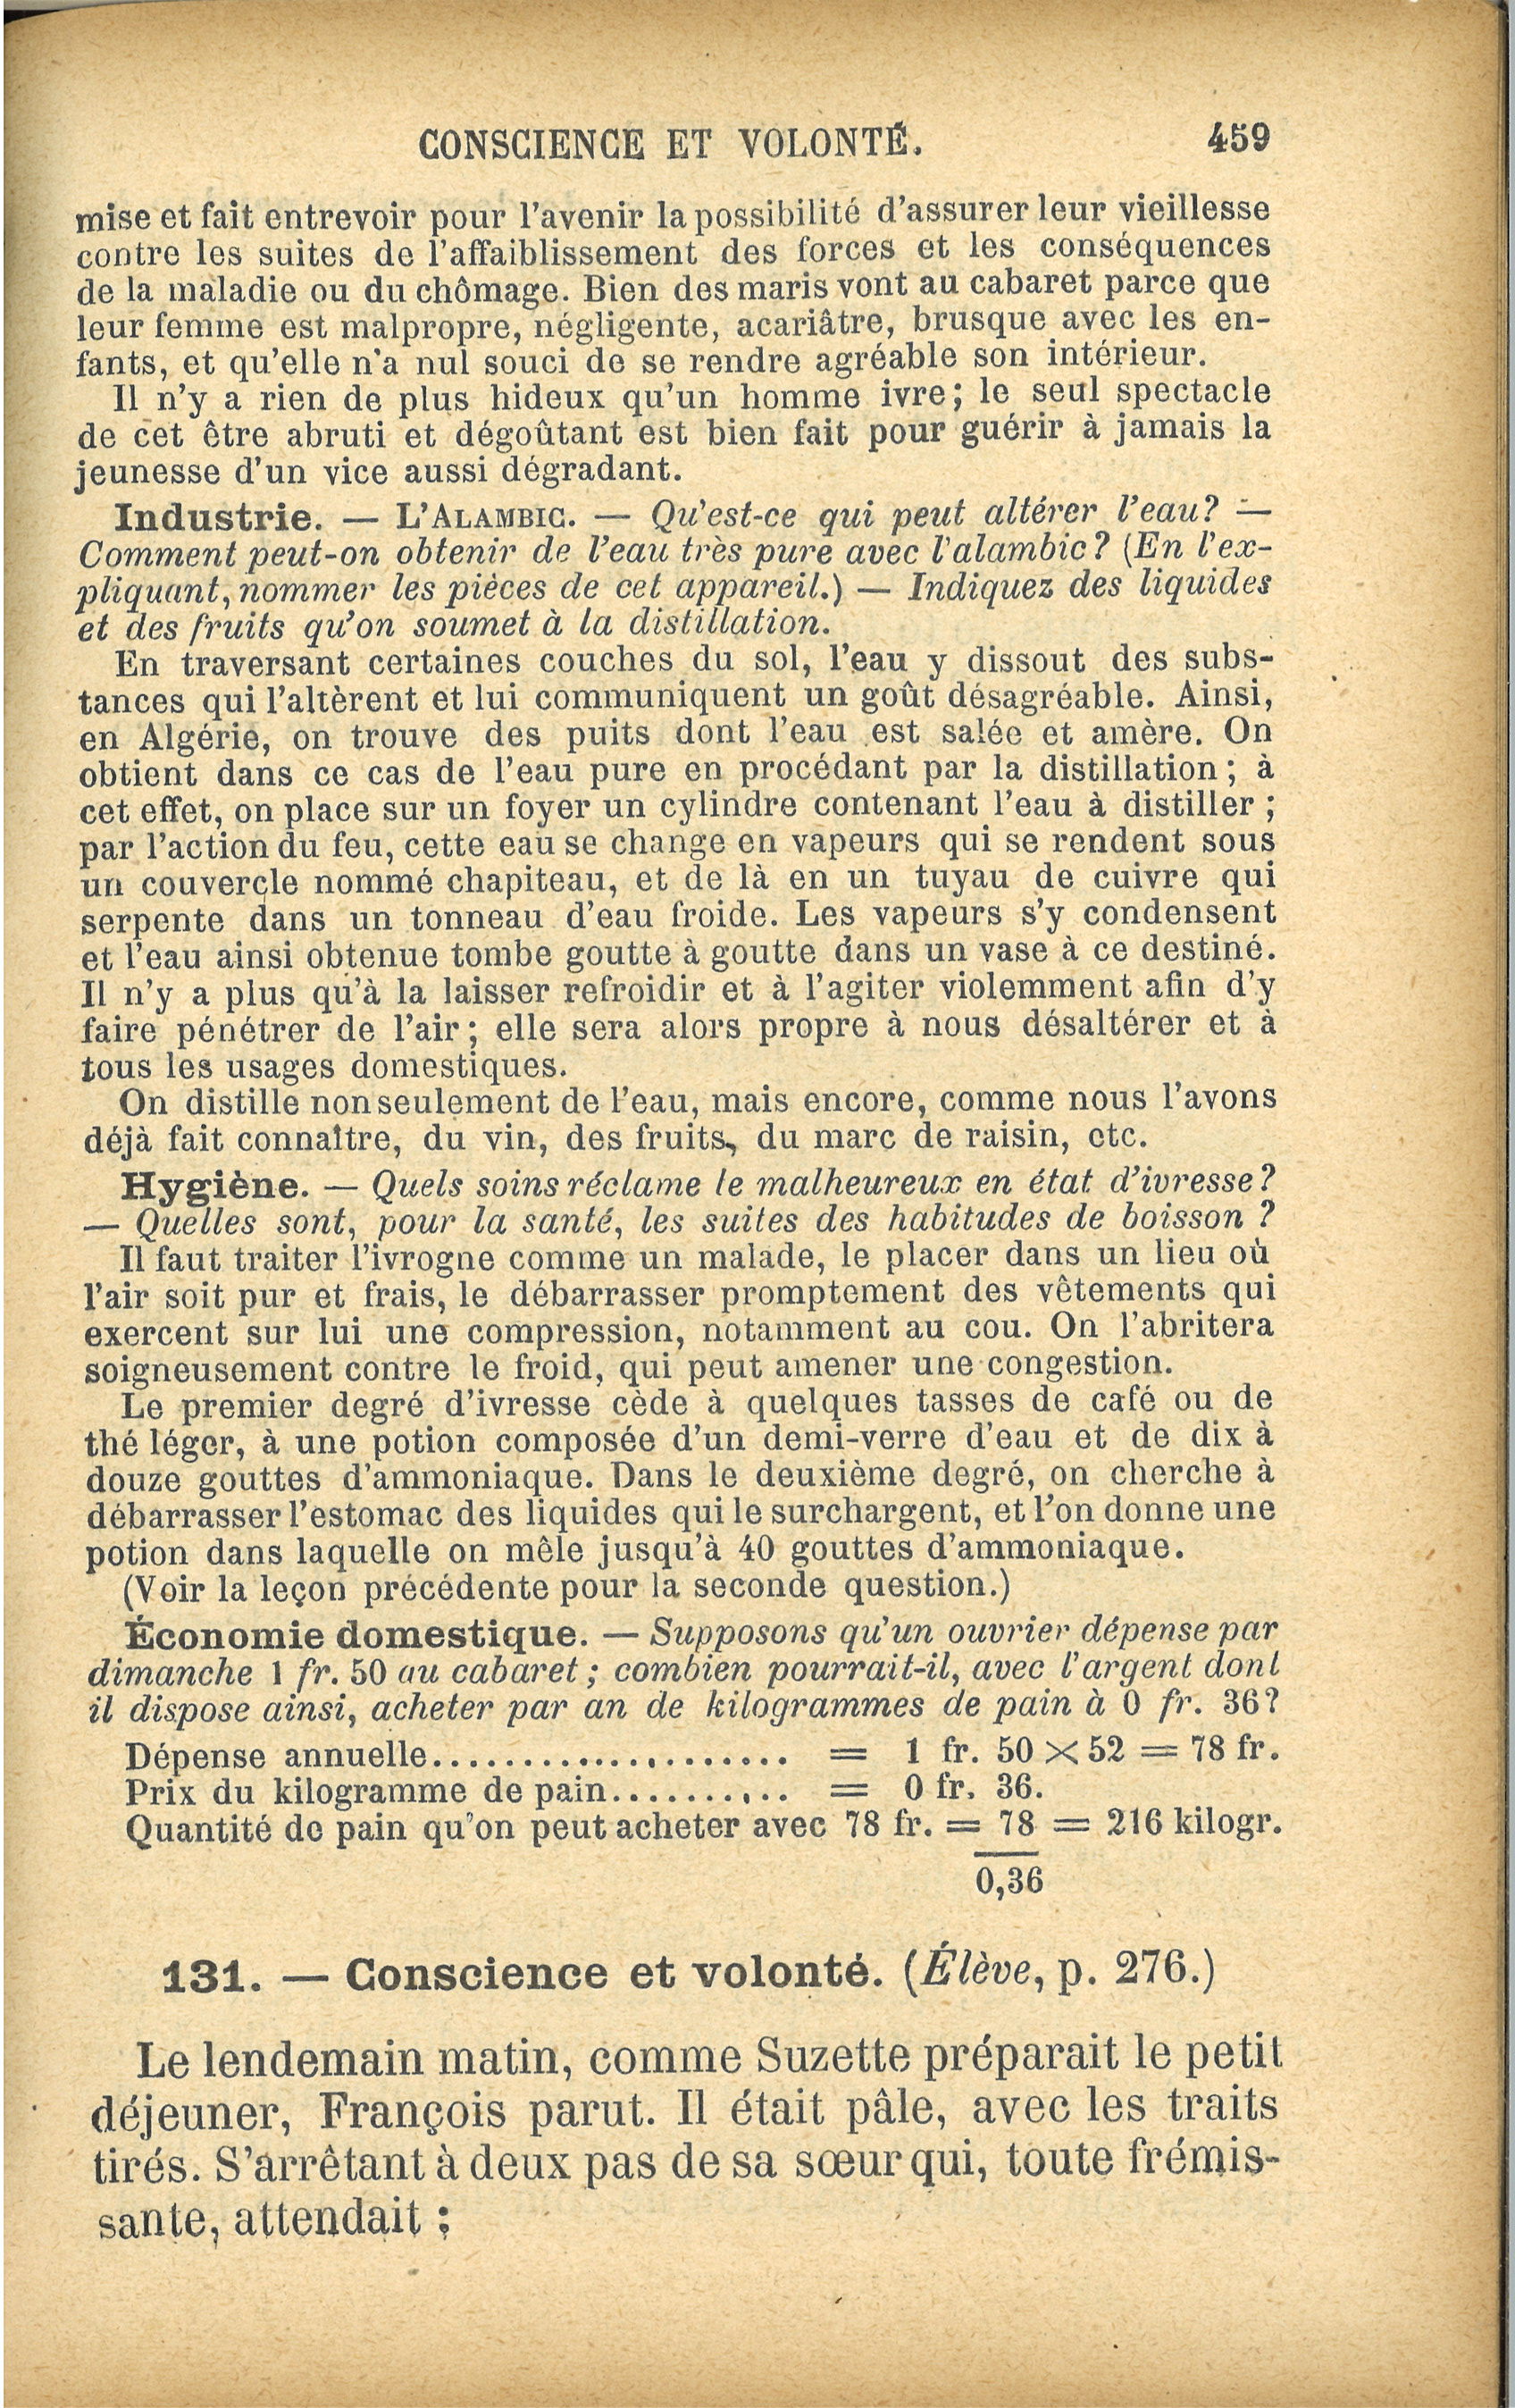 CONSCIENCE ET VOLONTÉ. 459
mise et fait entrevoir pour l'avenir la possibilité d'assurer leur vieillesse
contre les suites de l'affaiblissement des forces et les conséquences
de la maladie ou du chômage. Bien des maris vont au cabaret parce que
leur femme est malpropre, négligente, acariâtre, brusque avec les en-
fants, et qu'elle n'a nul souci de se rendre agréable son intérieur.
Il n'y a rien de plus hideux qu'un homme ivre; le seul spectacle
de cet être abruti et dégoûtant est bien fait pour guérir à jamais la
jeunesse d'un vice aussi dégradant.
Industrie. — L'ALAMBIC. — Qu'est-ce qui peut altérer l'eau? —
Comment peut-on obtenir de l'eau très pure avec l'alambic? (En l'ex-
pliquant, nommer les pièces de cet appareil.) — Indiquez des liquides
et des fruits qu'on soumet à la distillation.
En traversant certaines couches du sol, l'eau y dissout des subs-
tances qui l'altèrent et lui communiquent un goût désagréable. Ainsi,
en Algérie, on trouve des puits dont l'eau est salée et amère. On
obtient dans ce cas de l'eau pure en procédant par la distillation; à
cet effet, on place sur un foyer un cylindre contenant l'eau à distiller ;
par l'action du feu, cette eau se change en vapeurs qui se rendent sous
un couvercle nommé chapiteau, et de là en un tuyau de cuivre qui
serpente dans un tonneau d'eau froide. Les vapeurs s'y condensent
et l'eau ainsi obtenue tombe goutte à goutte dans un vase à ce destiné.
Il n'y a plus qu'à la laisser refroidir et à l'agiter violemment afin d'y
faire pénétrer de l'air; elle sera alors propre à nous désaltérer et à
tous les usages domestiques.
On distille non seulement de l'eau, mais encore, comme nous l'avons
déjà fait connaître, du vin, des fruits, du marc de raisin, etc.
Hygiène. — Quels soins réclame le malheureux en état d'ivresse?
— Quelles sont, pour la santé, les suites des habitudes de boisson ?
Il faut traiter l'ivrogne comme un malade, le placer dans un lieu où
l'air soit pur et frais, le débarrasser promptement des vêtements qui
exercent sur lui une compression, notamment au cou. On l'abritera
soigneusement contre le froid, qui peut amener une congestion.
Le premier degré d'ivresse cède à quelques tasses de café ou de
thé léger, à une potion composée d'un demi-verre d'eau et de dix à
douze gouttes d'ammoniaque. Dans le deuxième degré, on cherche à
débarrasser l'estomac des liquides qui le surchargent, et l'on donne une
potion dans laquelle on mêle jusqu'à 40 gouttes d'ammoniaque.
(Voir la leçon précédente pour la seconde question.)
Économie domestique. — Supposons qu'un ouvrier dépense par
dimanche 1 fr. 50 au cabaret; combien pourrait-il, avec l'argent dont
il dispose ainsi, acheter par an de kilogrammes de pain à 0 fr. 36?
Dépense annuelle.................... = 1 fr. 50 × 52 = 78 fr.
Prix du kilogramme de pain.......... = 0 fr. 36.
Quantité de pain qu'on peut acheter avec 78 fr. = 78 = 216 kilogr.
0,36
131. — Conscience et volonté. (Élève, p. 276.)
Le lendemain matin, comme Suzette préparait le petit
déjeuner, François parut. Il était pâle, avec les traits
tirés. S'arrêtant à deux pas de sa sœur qui, toute frémis-
sante, attendait :